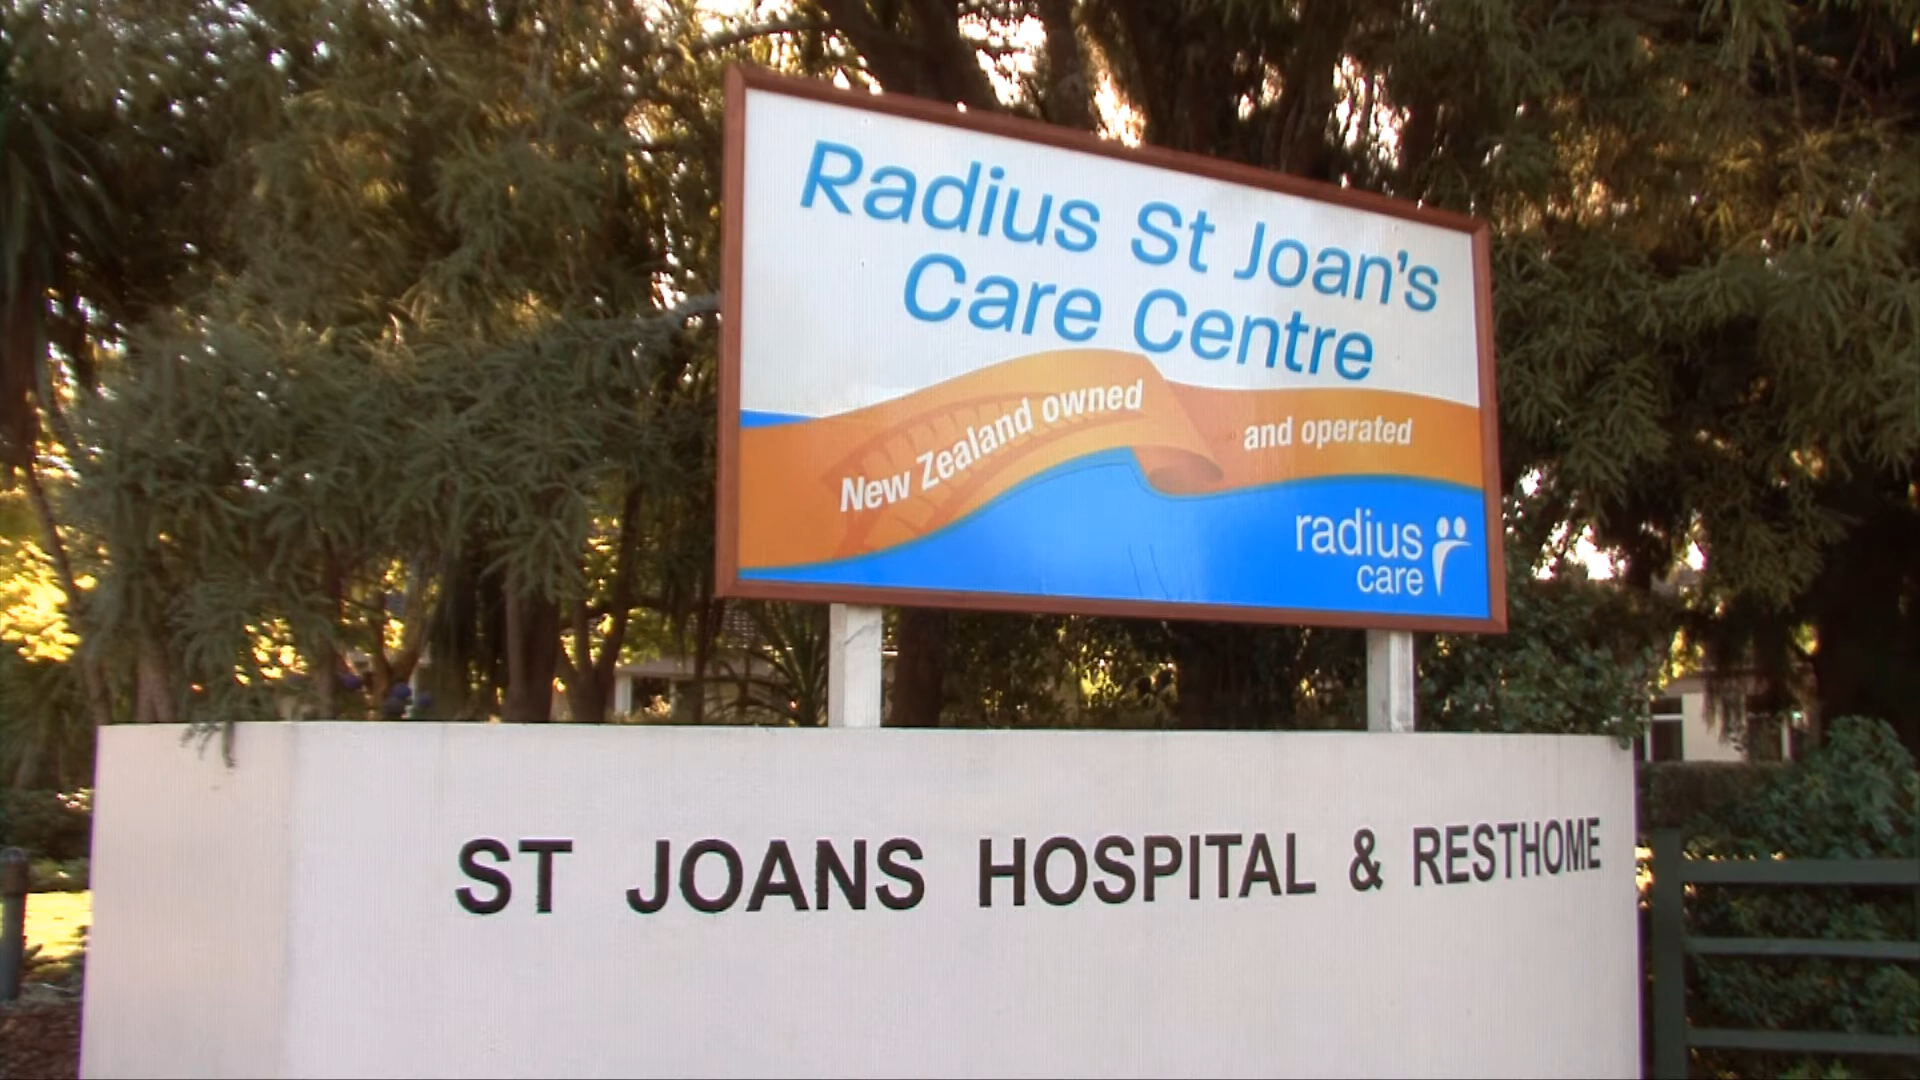 Radius St Joan's
Care Centre
New Zealand owned and operated
radius
care
ST JOANS HOSPITAL & RESTHOME